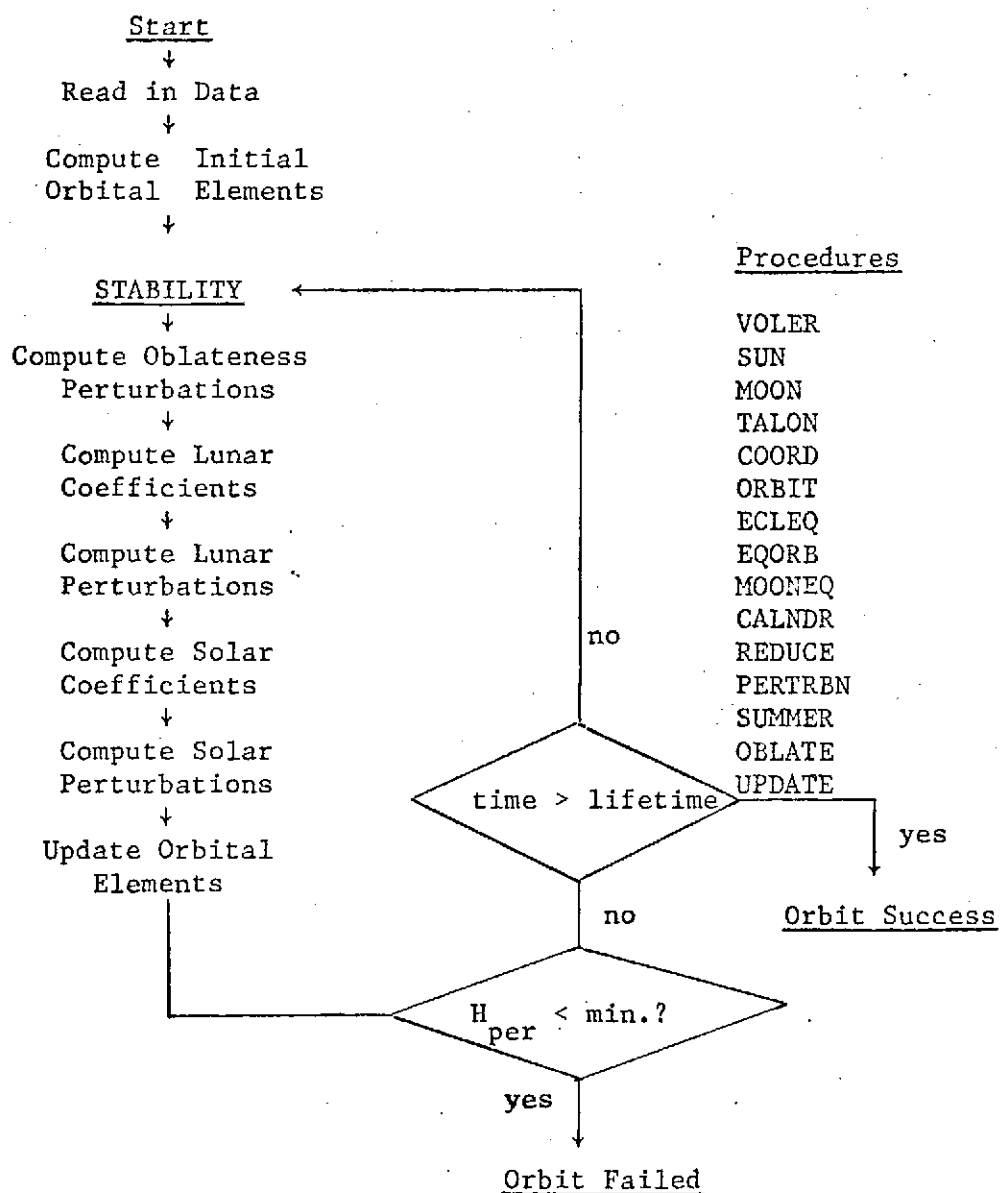 Start
↓
Read in Data
↓
Compute Initial
Orbital Elements
↓
STABILITY
↓
Compute Oblateness
Perturbations
↓
Compute Lunar
Coefficients
↓
Compute Lunar
Perturbations
↓
Compute Solar
Coefficients
↓
Compute Solar
Perturbations
↓
Update Orbital
Elements
Procedures
VOLER
SUN
MOON
TALON
COORD
ORBIT
ECLEQ
EQORB
MOONEQ
CALNDR
REDUCE
PERTRBN
SUMMER
OBLATE
UPDATE
no
time > lifetime
yes
Orbit Success
no
H
per < min.?
yes
Orbit Failed